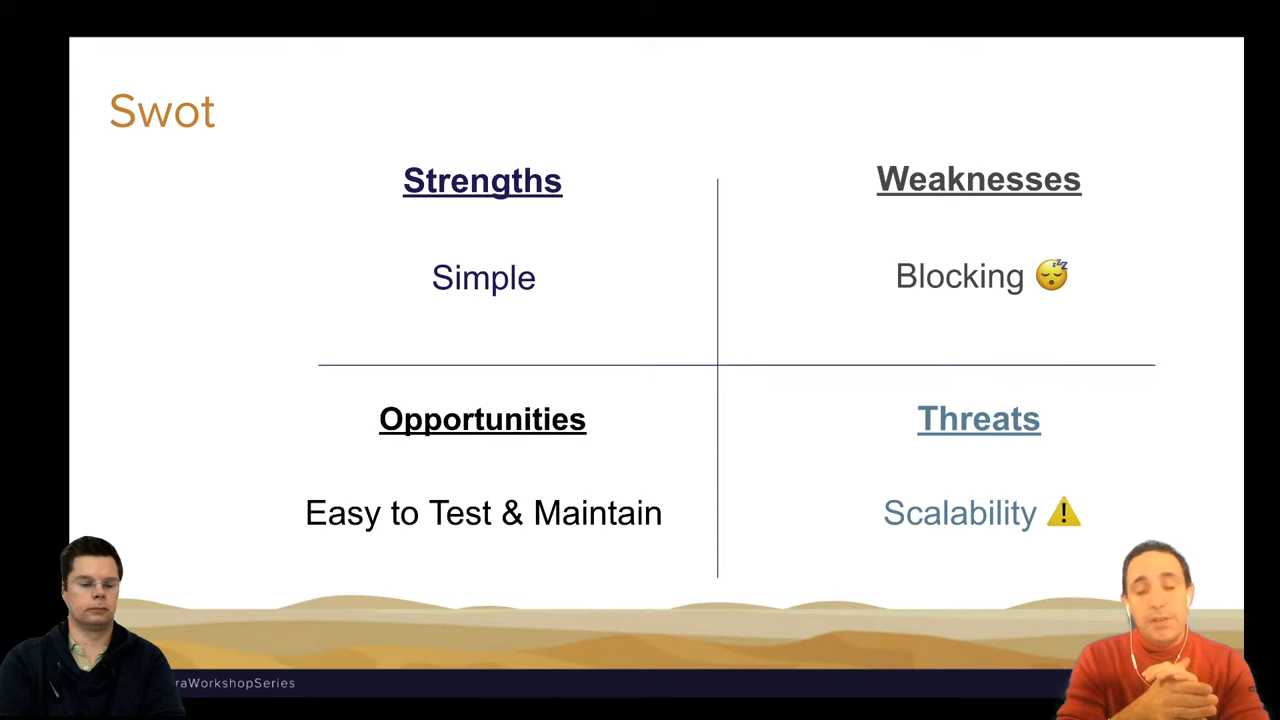 Swot
Strengths
Simple
Weaknesses
Blocking 😴
Opportunities
Easy to Test & Maintain
Threats
Scalability ⚠️
raWorkshopSeries